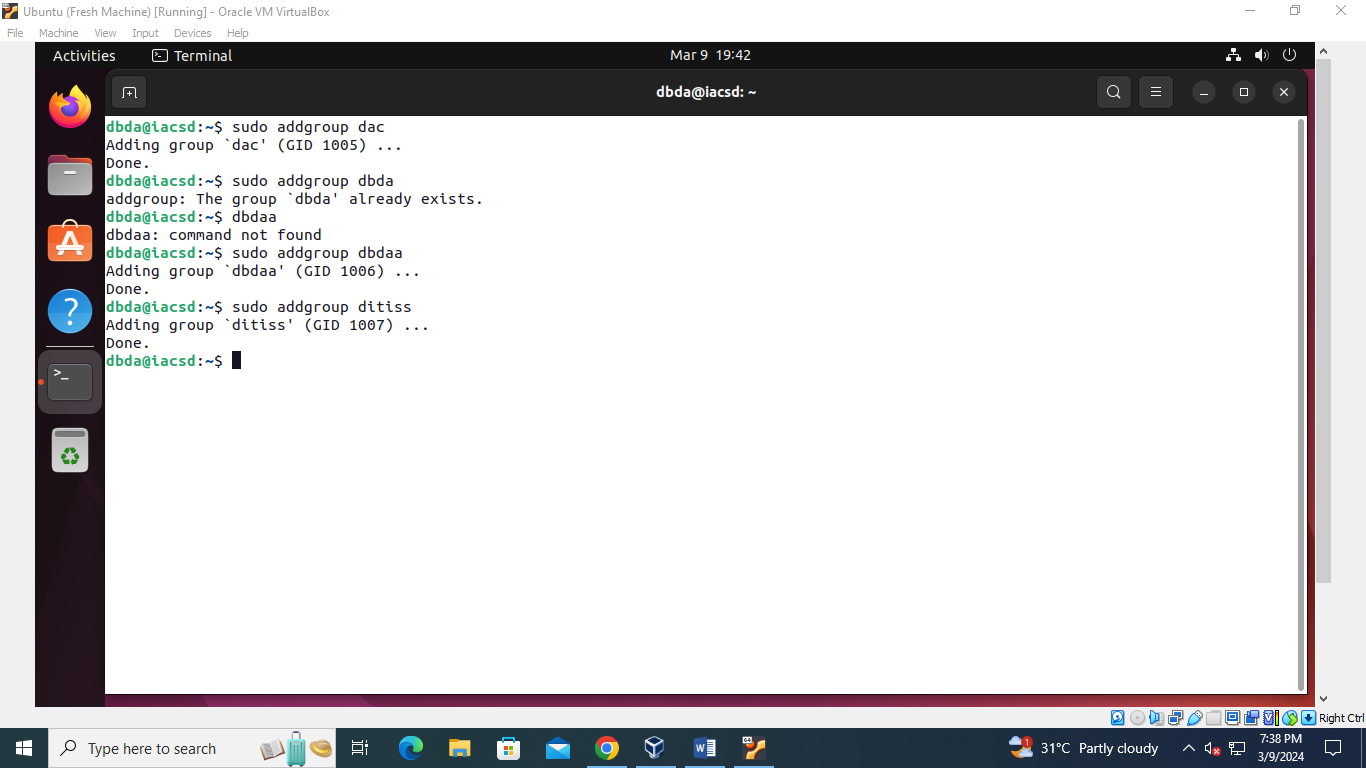 Ubuntu (Fresh Machine) [Running] - Oracle VM VirtualBox
File Machine View Input Devices Help
Activities Terminal Mar 9 19:42
dbda@iacsd: ~
dbda@iacsd:~$ sudo addgroup dac
Adding group `dac' (GID 1005) ...
Done.
dbda@iacsd:~$ sudo addgroup dbda
addgroup: The group `dbda' already exists.
dbda@iacsd:~$ dbdaa
dbdaa: command not found
dbda@iacsd:~$ sudo addgroup dbdaa
Adding group `dbdaa' (GID 1006) ...
Done.
dbda@iacsd:~$ sudo addgroup ditiss
Adding group `ditiss' (GID 1007) ...
Done.
dbda@iacsd:~$
Right Ctrl
Type here to search
31°C Partly cloudy
7:38 PM
3/9/2024